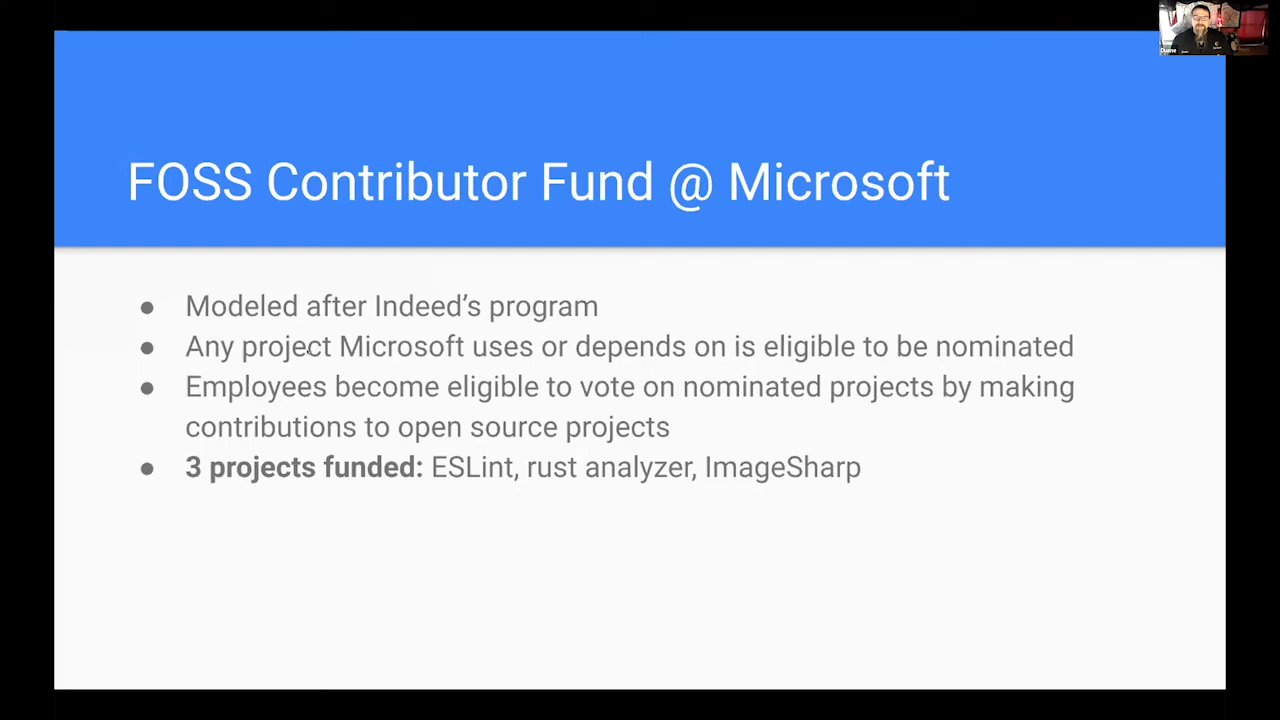 FOSS Contributor Fund @ Microsoft
● Modeled after Indeed’s program
● Any project Microsoft uses or depends on is eligible to be nominated
● Employees become eligible to vote on nominated projects by making
contributions to open source projects
● 3 projects funded: ESLint, rust analyzer, ImageSharp